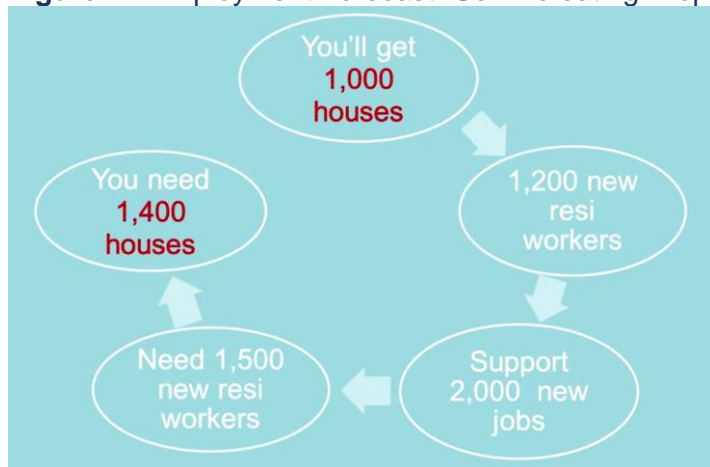 You'll get
1,000
houses
1,200 new
resi
workers
Support
2,000 new
jobs
Need 1,500
new resi
workers
You need
1,400
houses